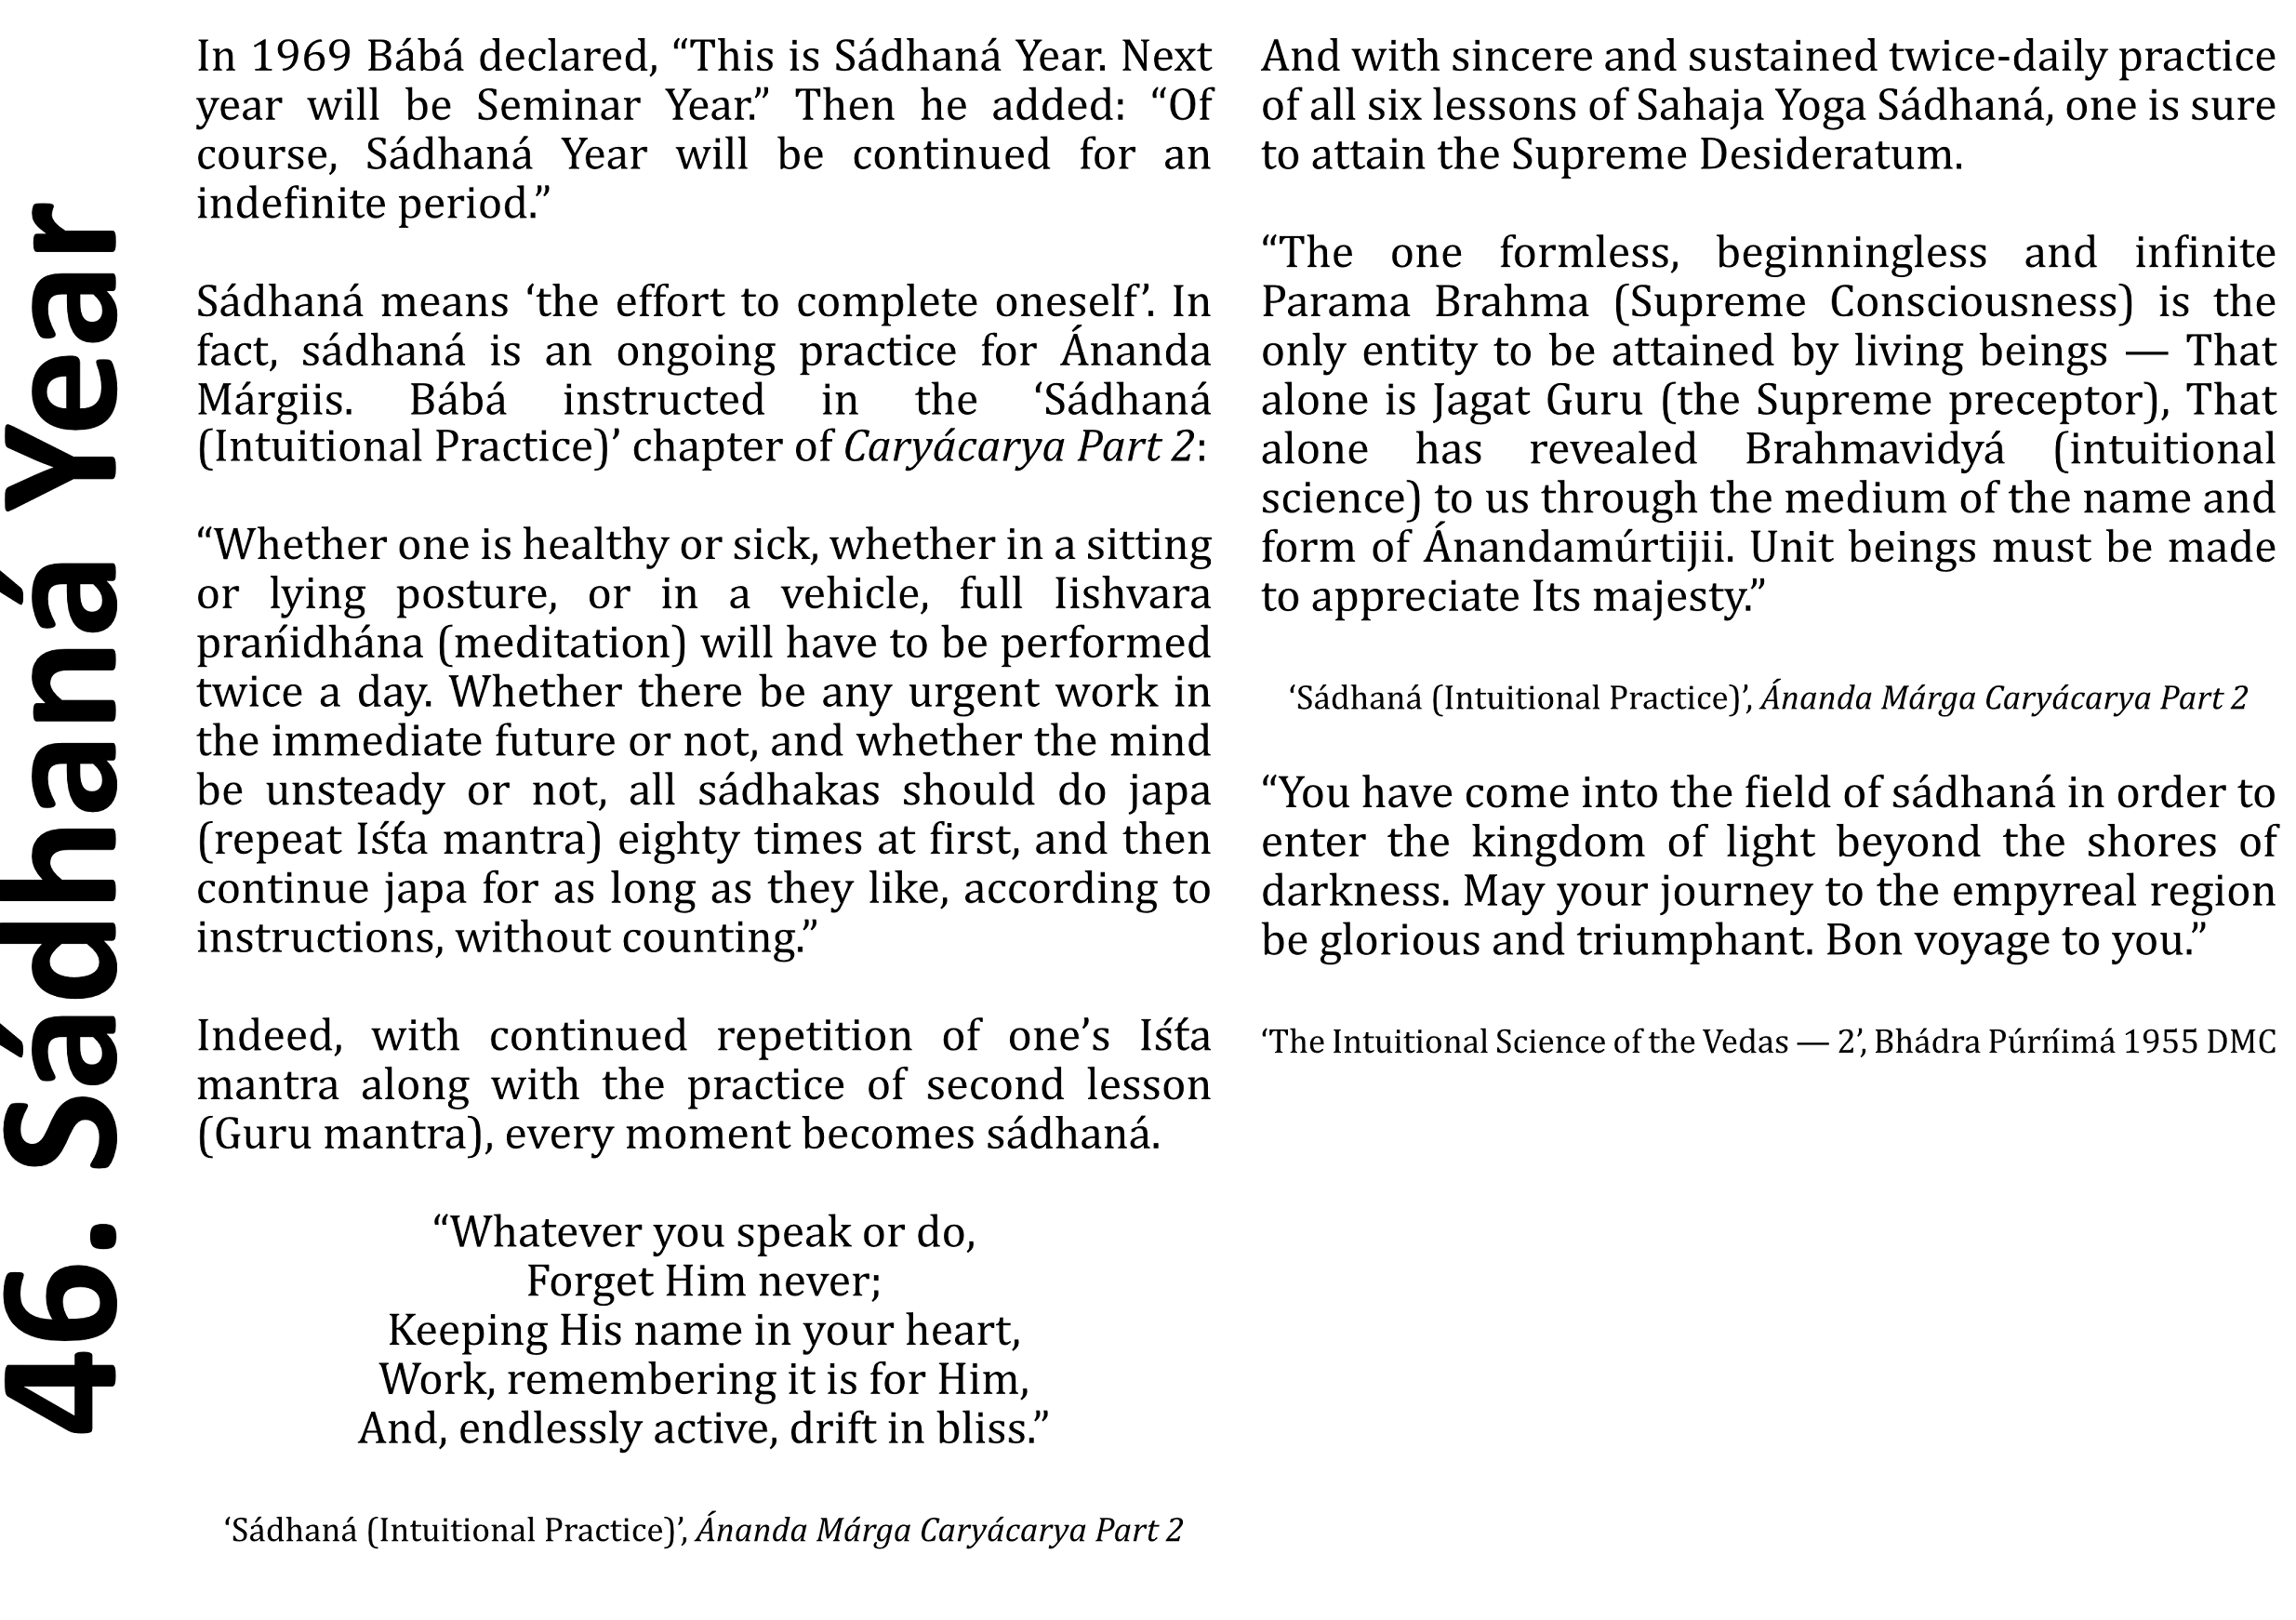 46. Sádhaná Year
In 1969 Bábá declared, “This is Sádhaná Year. Next
year will be Seminar Year.” Then he added: “Of
course, Sádhaná Year will be continued for an
indefinite period.”
Sádhaná means ‘the effort to complete oneself’. In
fact, sádhaná is an ongoing practice for Ánanda
Márgiis. Bábá instructed in the ‘Sádhaná
(Intuitional Practice)’ chapter of Caryácarya Part 2:
“Whether one is healthy or sick, whether in a sitting
or lying posture, or in a vehicle, full Iishvara
prańidhána (meditation) will have to be performed
twice a day. Whether there be any urgent work in
the immediate future or not, and whether the mind
be unsteady or not, all sádhakas should do japa
(repeat Iśt́a mantra) eighty times at first, and then
continue japa for as long as they like, according to
instructions, without counting.”
Indeed, with continued repetition of one’s Iśt́a
mantra along with the practice of second lesson
(Guru mantra), every moment becomes sádhaná.
“Whatever you speak or do,
Forget Him never;
Keeping His name in your heart,
Work, remembering it is for Him,
And, endlessly active, drift in bliss.”
‘Sádhaná (Intuitional Practice)’, Ánanda Márga Caryácarya Part 2
And with sincere and sustained twice-daily practice
of all six lessons of Sahaja Yoga Sádhaná, one is sure
to attain the Supreme Desideratum.
“The one formless, beginningless and infinite
Parama Brahma (Supreme Consciousness) is the
only entity to be attained by living beings — That
alone is Jagat Guru (the Supreme preceptor), That
alone has revealed Brahmavidyá (intuitional
science) to us through the medium of the name and
form of Ánandamúrtijii. Unit beings must be made
to appreciate Its majesty.”
‘Sádhaná (Intuitional Practice)’, Ánanda Márga Caryácarya Part 2
“You have come into the field of sádhaná in order to
enter the kingdom of light beyond the shores of
darkness. May your journey to the empyreal region
be glorious and triumphant. Bon voyage to you.”
‘The Intuitional Science of the Vedas — 2’, Bhádra Púrńimá 1955 DMC